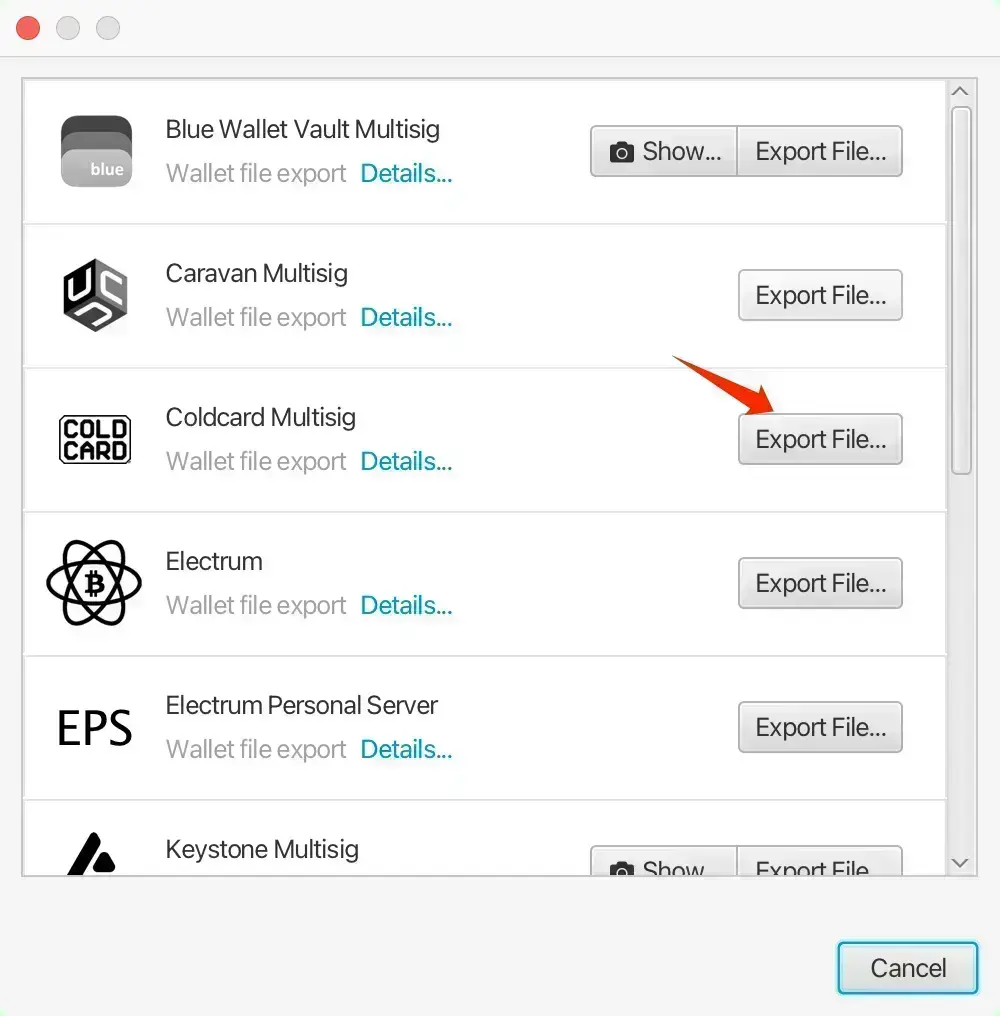 Blue Wallet Vault Multisig
Wallet file export Details...
Show... Export File...
blue
Caravan Multisig
Wallet file export Details...
Export File...
Coldcard Multisig
Wallet file export Details...
Export File...
COLD
CARD
Electrum
Wallet file export Details...
Export File...
EPS
Electrum Personal Server
Wallet file export Details...
Export File...
Keystone Multisig
Show... Export File...
Cancel